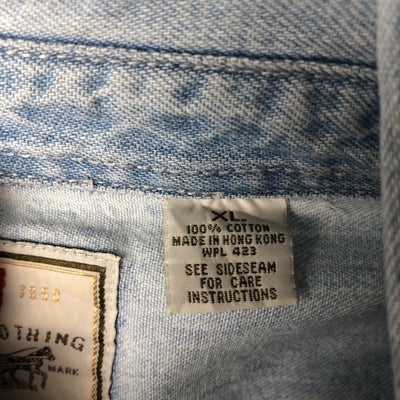 XL
100% COTTON
MADE IN HONG KONG
WPL 423
SEE SIDESEAM
FOR CARE
INSTRUCTIONS
1850
OTHING
MARK